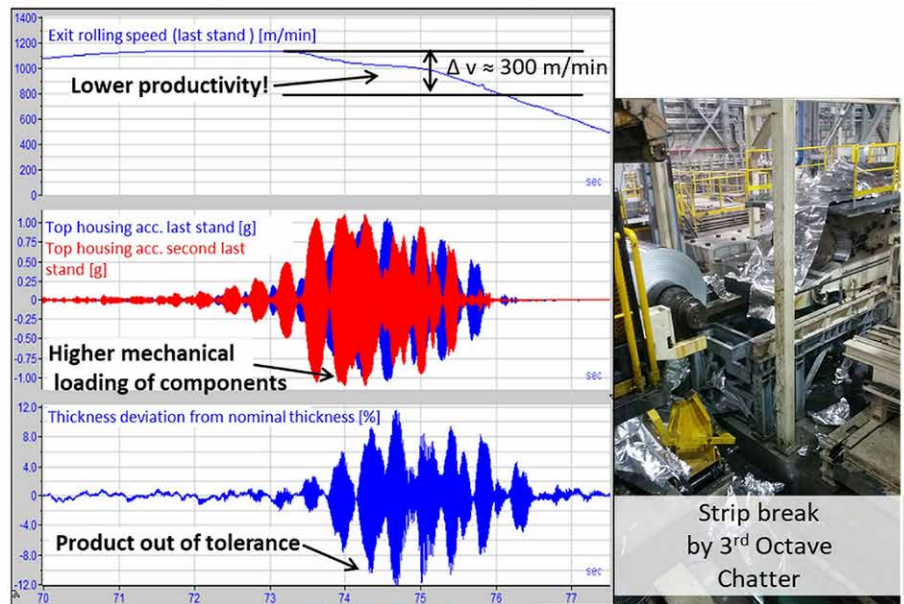 1400
1200
1000
800
600
400
200
0
Exit rolling speed (last stand ) [m/min]
Lower productivity!
Δ v ≈ 300 m/min
sec
1.00
0.75
0.50
0.25
0
-0.25
-0.50
-0.75
-1.00
Top housing acc. last stand [g]
Top housing acc. second last
stand [g]
Higher mechanical
loading of components
12.0
8.0
4.0
0
-4.0
-8.0
-12.0
Thickness deviation from nominal thickness [%]
Product out of tolerance
sec
70 71 72 73 74 75 76 77
Strip break
by 3rd Octave
Chatter